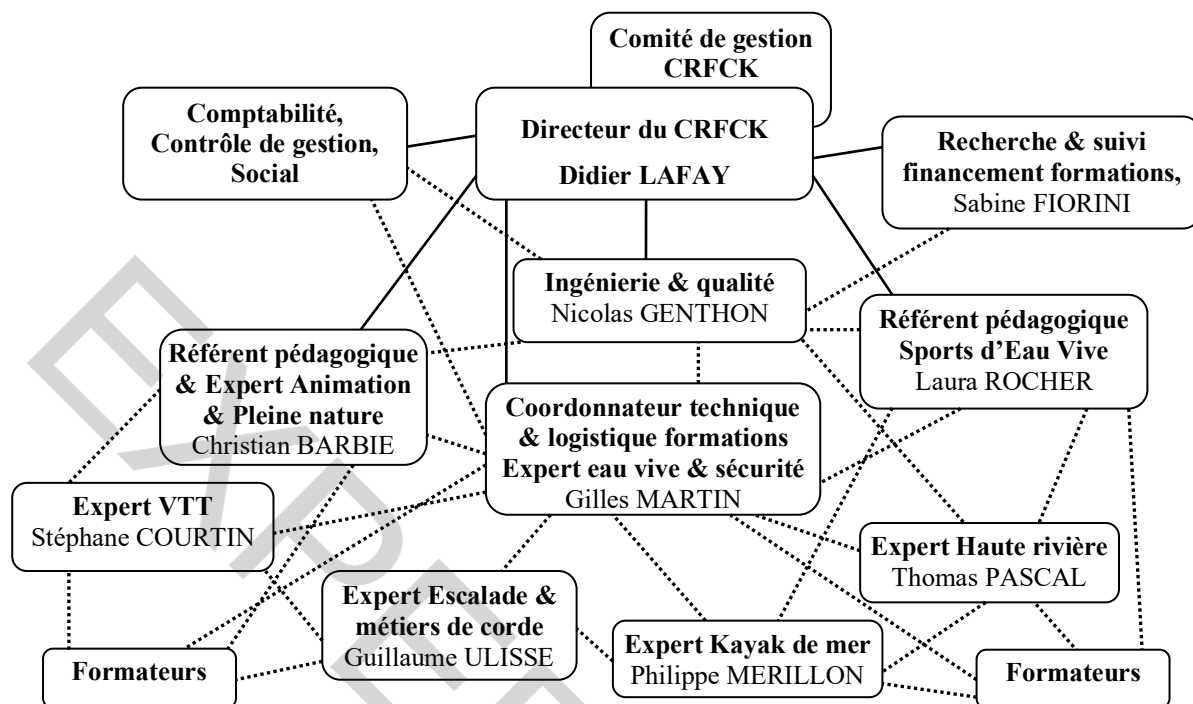 Comité de gestion
CRFCK
Comptabilité,
Contrôle de gestion,
Social
Directeur du CRFCK
Didier LAFAY
Recherche & suivi
financement formations,
Sabine FIORINI
Ingénierie & qualité
Nicolas GENTHON
Référent pédagogique
Sports d’Eau Vive
Laura ROCHER
Référent pédagogique
& Expert Animation
& Pleine nature
Christian BARBIE
Coordonnateur technique
& logistique formations
Expert eau vive & sécurité
Gilles MARTIN
Expert VTT
Stéphane COURTIN
Expert Haute rivière
Thomas PASCAL
Expert Escalade &
métiers de corde
Guillaume ULISSE
Expert Kayak de mer
Philippe MERILLON
Formateurs
Formateurs
EXPE